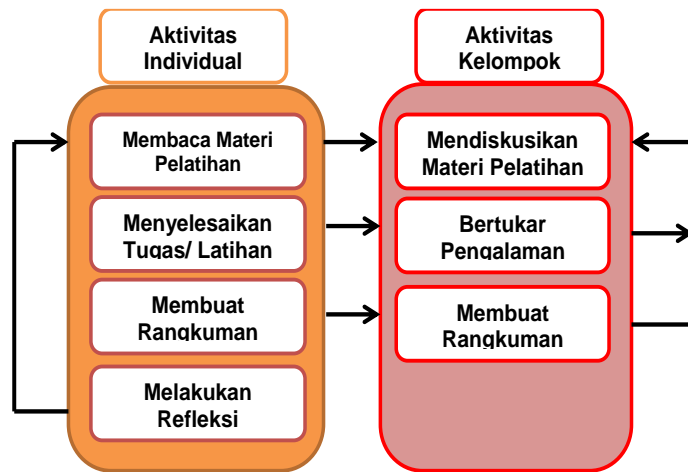 Aktivitas
Individual
Membaca Materi
Pelatihan
Menyelesaikan
Tugas/ Latihan
Membuat
Rangkuman
Melakukan
Refleksi
Aktivitas
Kelompok
Mendiskusikan
Materi Pelatihan
Bertukar
Pengalaman
Membuat
Rangkuman